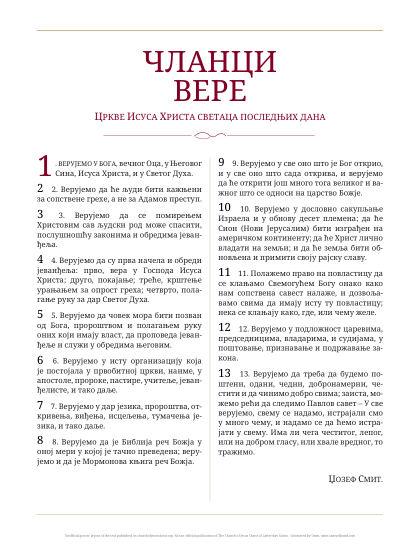 ЧЛАНЦИ
ВЕРЕ
ЦРКВЕ ИСУСА ХРИСТА СВЕТАЦА ПОСЛЕДЊИХ ДАНА
1. ВЕРУЈЕМО У БОГА, вечног Оца, у Његовог
Сина, Исуса Христа, и у Светог Духа.
2 2. Верујемо да ће људи бити кажњени
за сопствене грехе, а не за Адамов преступ.
3 3. Верујемо да се помирењем
Христовим сав људски род може спасити,
послушношћу законима и обредима јеван-
ђеља.
4 4. Верујемо да су прва начела и обреди
јеванђеља: прво, вера у Господа Исуса
Христа; друго, покајање; треће, крштење
урањањем за опрост греха; четврто, пола-
гање руку за дар Светог Духа.
5 5. Верујемо да човек мора бити позван
од Бога, пророштвом и полагањем руку
оних који имају власт, да проповеда јеван-
ђеље и служи у обредима његовим.
6 6. Верујемо у исту организацију која
је постојала у првобитној цркви, наиме, у
апостоле, пророке, пастире, учитеље, јеван-
ђелисте, и тако даље.
7 7. Верујемо у дар језика, пророштва, от-
кривења, виђења, исцељења, тумачења је-
зика, и тако даље.
8 8. Верујемо да је Библија реч Божја у
оној мери у којој је тачно преведена; веру-
јемо и да је Мормонова књига реч Божја.
9 9. Верујемо у све оно што је Бог открио,
и у све оно што сада открива, и верујемо
да ће открити још много тога великог и ва-
жног што се односи на царство Божје.
10 10. Верујемо у дословно сакупљање
Израела и у обнову десет племена; да ће
Сион (Нови Јерусалим) бити изграђен на
америчком континенту; да ће Христ лично
владати на земљи; и да ће земља бити об-
новљена и примити своју рајску славу.
11 11. Полажемо право на повластицу да
се клањамо Свемогућем Богу онако како
нам сопствена савест налаже, и дозвоља-
вамо свима да имају исту ту повластицу;
нека се клањају како, где, или чему желе.
12 12. Верујемо у подложност царевима,
председницима, владарима, и судијама, у
поштовање, признавање и подржавање за-
кона.
13 13. Верујемо да треба да будемо по-
штени, одани, чедни, добронамерни, че-
стити и да чинимо добро свима; заиста, мо-
жемо рећи да следимо Павлов савет – У све
верујемо, свему се надамо, истрајали смо
у много чему, и надамо се да ћемо истра-
јати у свему. Има ли чега честитог, лепог,
или на добром гласу, или хвале вредног, то
тражимо.
ЏОЗЕФ СМИТ.